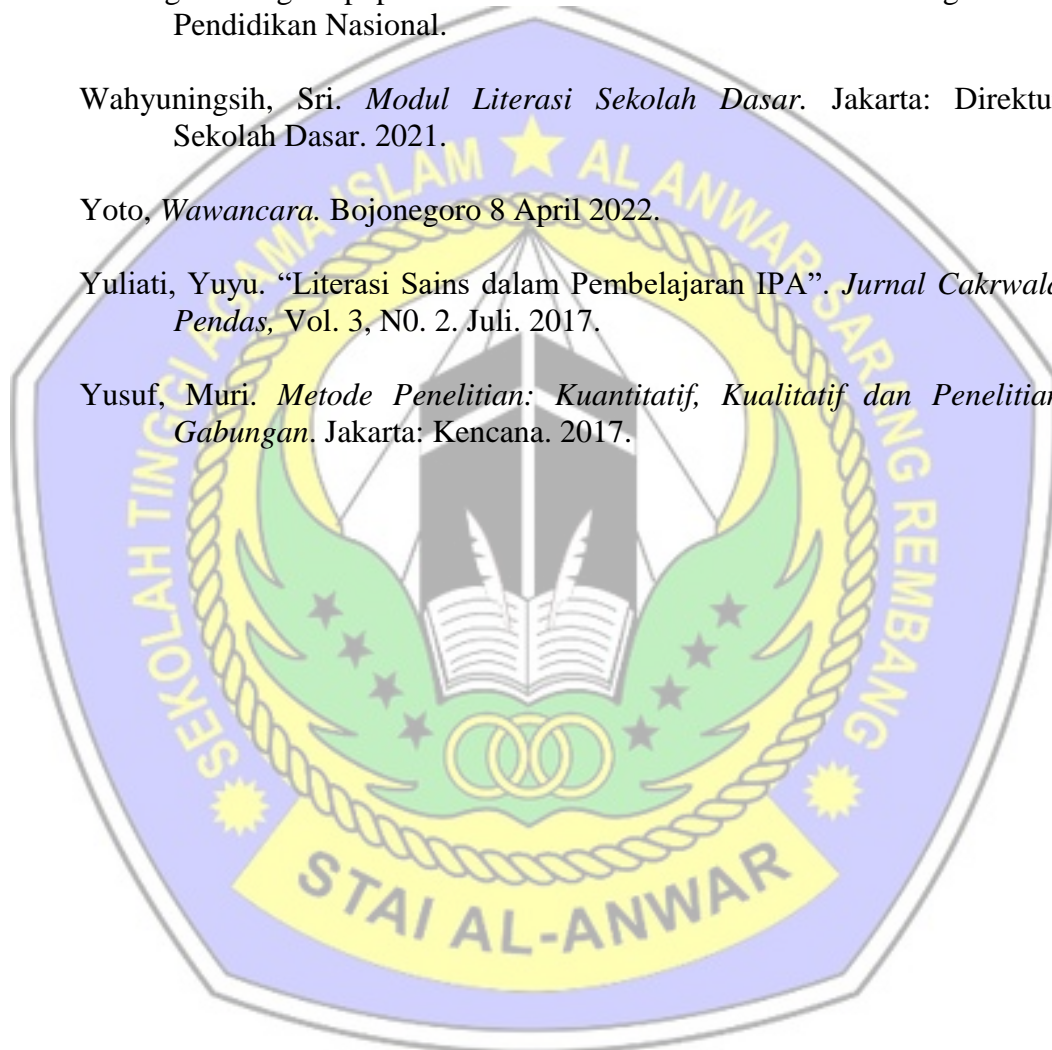 Pendidikan Nasional.
Wahyuningsih, Sri. Modul Literasi Sekolah Dasar. Jakarta: Direktu
Sekolah Dasar. 2021.
Yoto, Wawancara. Bojonegoro 8 April 2022.
Yuliati, Yuyu. “Literasi Sains dalam Pembelajaran IPA”. Jurnal Cakrwala
Pendas, Vol. 3, N0. 2. Juli. 2017.
Yusuf, Muri. Metode Penelitian: Kuantitatif, Kualitatif dan Penelitian
Gabungan. Jakarta: Kencana. 2017.
SEKOLAH TINGGI AGAMA ISLAM ★ AL ANWAR SARANG REMBANG
STAI AL-ANWAR